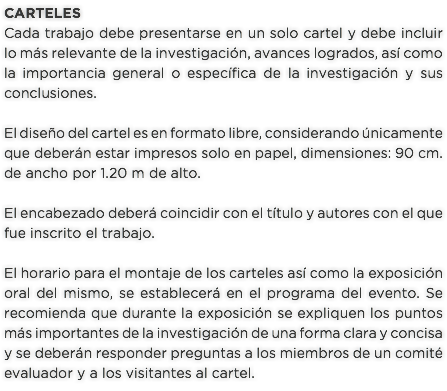 CARTELES
Cada trabajo debe presentarse en un solo cartel y debe incluir
lo más relevante de la investigación, avances logrados, así como
la importancia general o específica de la investigación y sus
conclusiones.

El diseño del cartel es en formato libre, considerando únicamente
que deberán estar impresos solo en papel, dimensiones: 90 cm.
de ancho por 1.20 m de alto.

El encabezado deberá coincidir con el título y autores con el que
fue inscrito el trabajo.

El horario para el montaje de los carteles así como la exposición
oral del mismo, se establecerá en el programa del evento. Se
recomienda que durante la exposición se expliquen los puntos
más importantes de la investigación de una forma clara y concisa
y se deberán responder preguntas a los miembros de un comité
evaluador y a los visitantes al cartel.